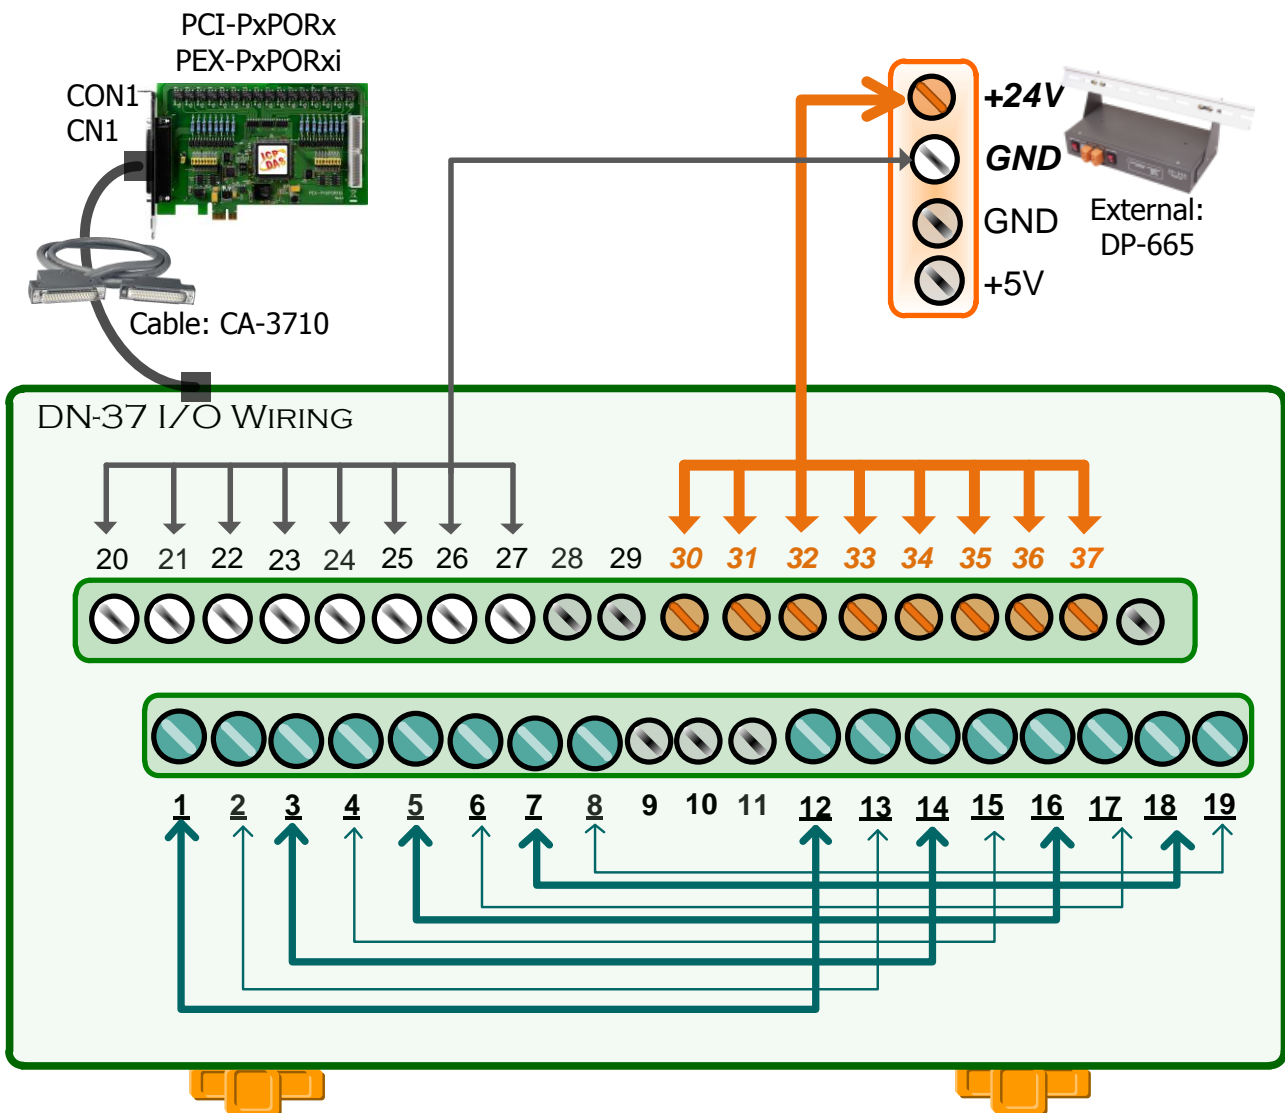 PCI-PxPORx
PEX-PxPORxi
CON1
CN1
ICP
DAS
+24V
GND
GND
+5V
External:
DP-665
Cable: CA-3710
DN-37 I/O WIRING
20 21 22 23 24 25 26 27 28 29 30 31 32 33 34 35 36 37
1 2 3 4 5 6 7 8 9 10 11 12 13 14 15 16 17 18 19